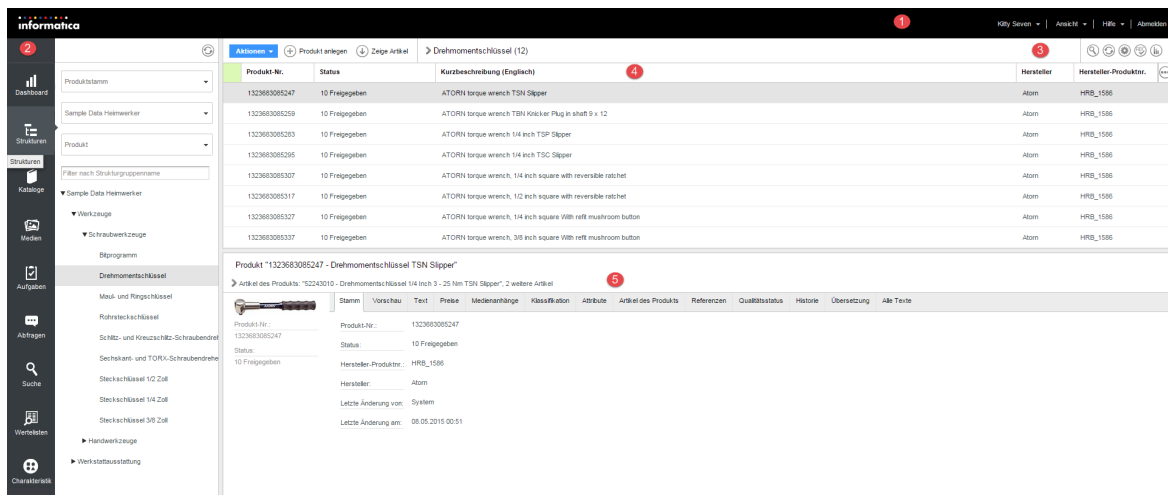 informatica
1
Kitty Seven
Ansicht
Hilfe
Abmelden
2
Dashboard
Strukturen
Strukturen
Kataloge
Medien
Aufgaben
Abfragen
Suche
Wertelisten
Charakteristik
Produktstamm
Sample Data Heimwerker
Produkt
Filter nach Strukturgruppenname
Sample Data Heimwerker
Werkzeuge
Schraubwerkzeuge
Bitprogramm
Drehmomentschlüssel
Maul- und Ringschlüssel
Rohrsteckschlüssel
Schlitz- und Kreuzschlitz-Schraubendreh
Sechskant- und TORX-Schraubendrehe
Steckschlüssel 1/2 Zoll
Steckschlüssel 1/4 Zoll
Steckschlüssel 3/8 Zoll
Handwerkzeuge
Werkstattausstattung
Aktionen Produkt anlegen Zeige Artikel Drehmomentschlüssel (12) 3
Produkt-Nr. Status Kurzbeschreibung (Englisch) 4 Hersteller Hersteller-Produktnr.
1323683085247 10 Freigegeben ATORN torque wrench TSN Slipper Atorn HRB_1586
1323683085259 10 Freigegeben ATORN torque wrench TBN Knicker Plug in shaft 9 x 12 Atorn HRB_1586
1323683085283 10 Freigegeben ATORN torque wrench 1/4 inch TSP Slipper Atorn HRB_1586
1323683085295 10 Freigegeben ATORN torque wrench 1/4 inch TSC Slipper Atorn HRB_1586
1323683085307 10 Freigegeben ATORN torque wrench, 1/4 inch square with reversible ratchet Atorn HRB_1586
1323683085317 10 Freigegeben ATORN torque wrench, 1/2 inch square with reversible ratchet Atorn HRB_1586
1323683085327 10 Freigegeben ATORN torque wrench, 1/4 inch square With refit mushroom button Atorn HRB_1586
1323683085337 10 Freigegeben ATORN torque wrench, 3/8 inch square With refit mushroom button Atorn HRB_1586
Produkt "1323683085247 - Drehmomentschlüssel TSN Slipper"
Artikel des Produkts: "52243010 - Drehmomentschlüssel 1/4 Inch 3 - 25 Nm TSN Slipper", 2 weitere Artikel 5
Stamm Vorschau Text Preise Medienanhänge Klassifikation Attribute Artikel des Produkts Referenzen Qualitätsstatus Historie Übersetzung Alle Texte
Produkt-Nr.:
1323683085247
Status:
10 Freigegeben
Produkt-Nr.: 1323683085247
Status: 10 Freigegeben
Hersteller-Produktnr.: HRB_1586
Hersteller: Atorn
Letzte Änderung von: System
Letzte Änderung am: 08.05.2015 00:51